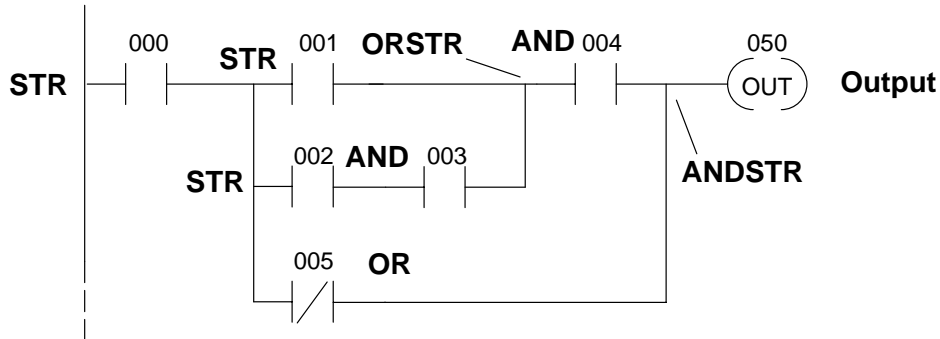 000 STR 001 ORSTR AND 004 050
STR OUT Output
002 AND 003
STR ANDSTR
005 OR